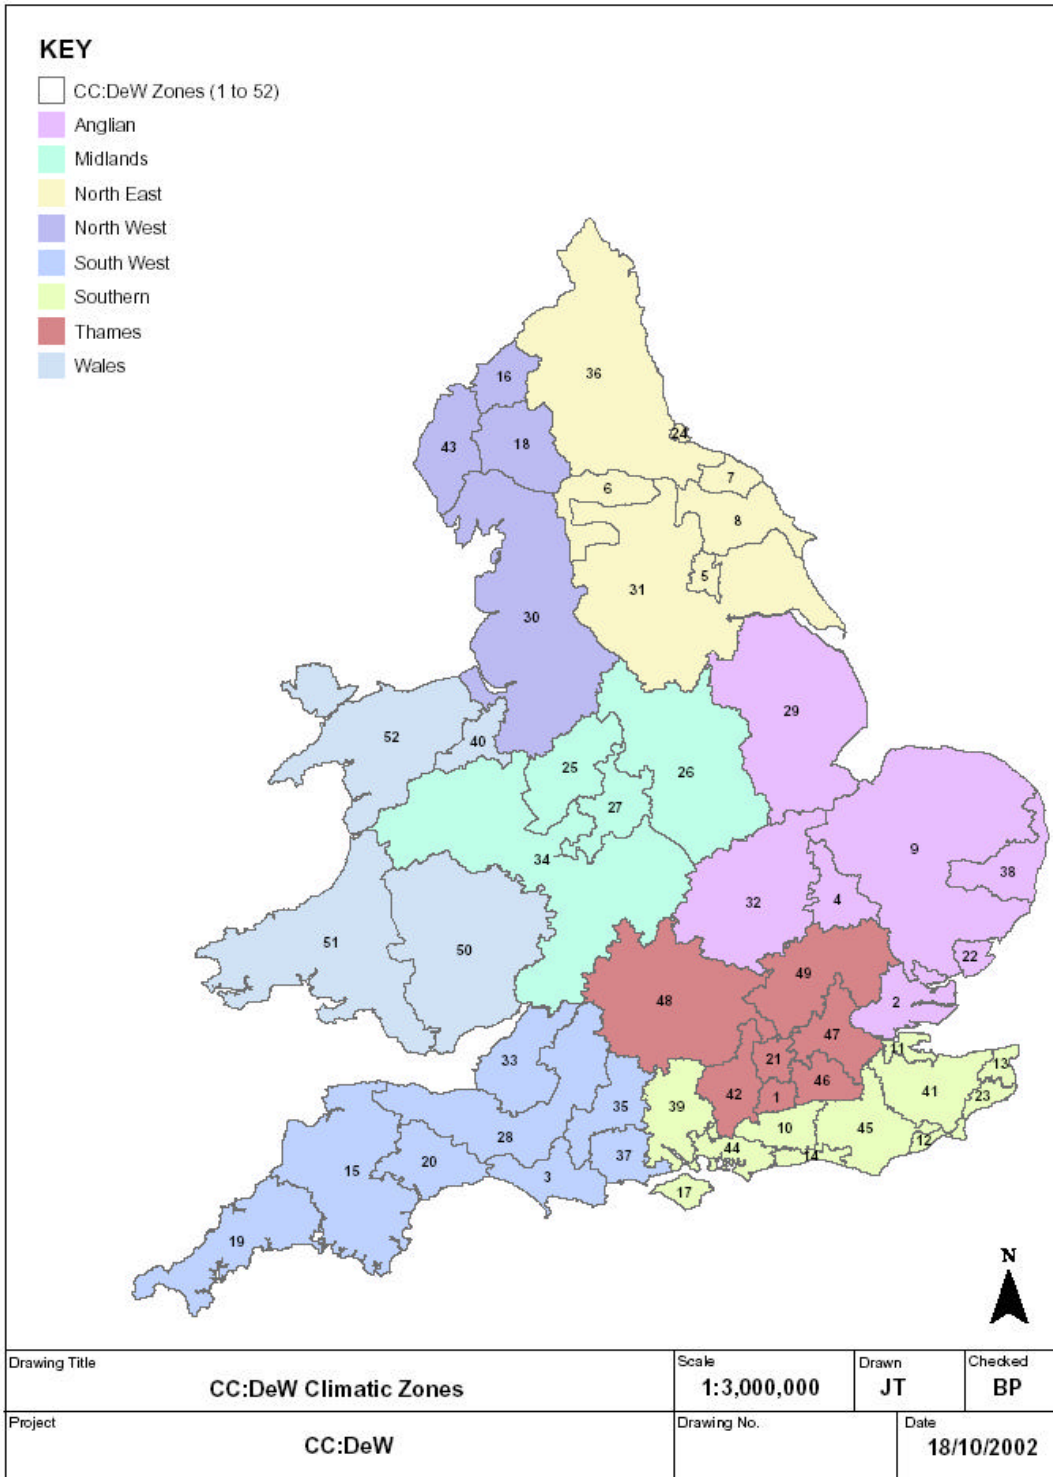 KEY
CC:DeW Zones (1 to 52)
Anglian
Midlands
North East
North West
South West
Southern
Thames
Wales
16
36
43
18
24
7
6
8
5
31
30
29
52
40
25
26
27
9
34
38
32
4
51
50
22
49
48
2
47
33
11
21
13
46
42
1
41
23
39
35
10
45
28
12
44
14
20
37
15
3
17
19
N
Drawing Title
CC:DeW Climatic Zones
Scale
1:3,000,000
Drawn
JT
Checked
BP
Project
CC:DeW
Drawing No.
Date
18/10/2002